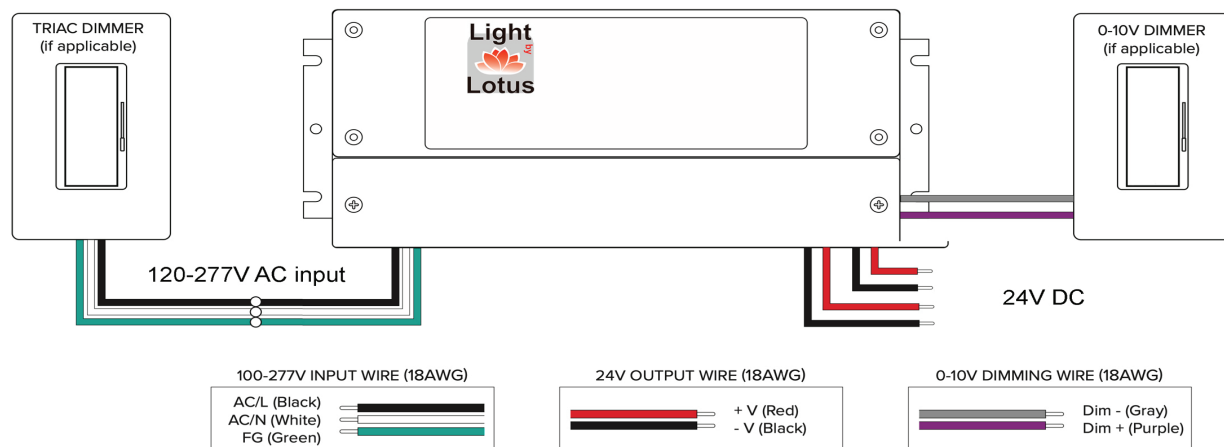 TRIAC DIMMER
(if applicable)
Light
by
Lotus
0-10V DIMMER
(if applicable)
120-277V AC input
24V DC
100-277V INPUT WIRE (18AWG)
AC/L (Black)
AC/N (White)
FG (Green)
24V OUTPUT WIRE (18AWG)
+ V (Red)
- V (Black)
0-10V DIMMING WIRE (18AWG)
Dim - (Gray)
Dim + (Purple)